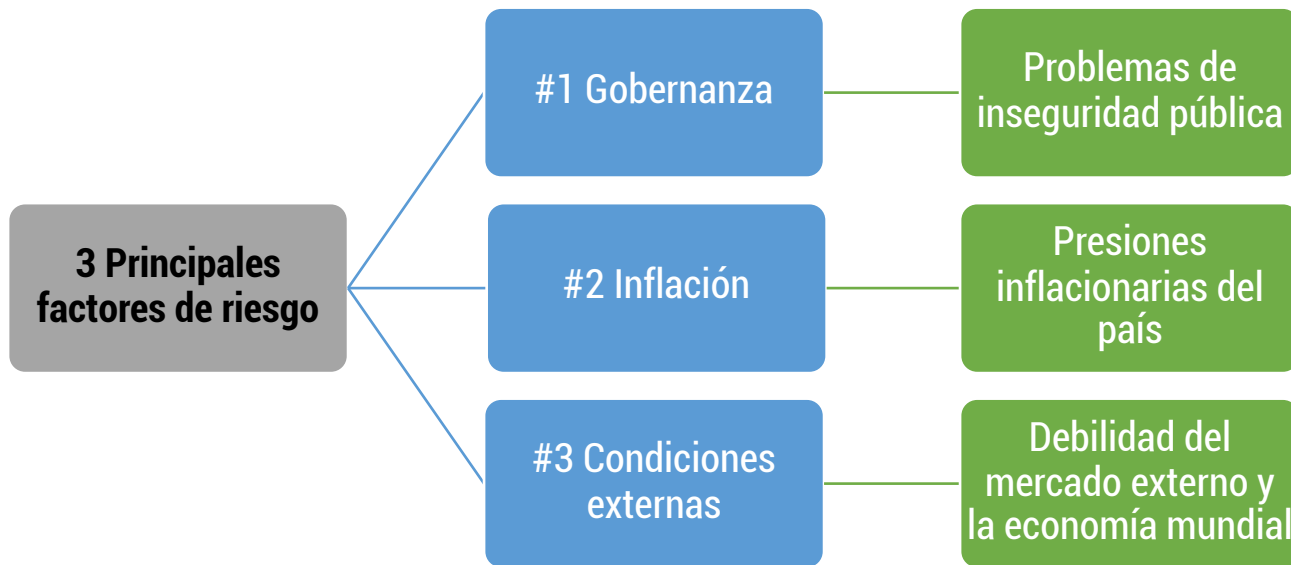 3 Principales
factores de riesgo
#1 Gobernanza
Problemas de
inseguridad pública
#2 Inflación
Presiones
inflacionarias del
país
#3 Condiciones
externas
Debilidad del
mercado externo y
la economía mundial